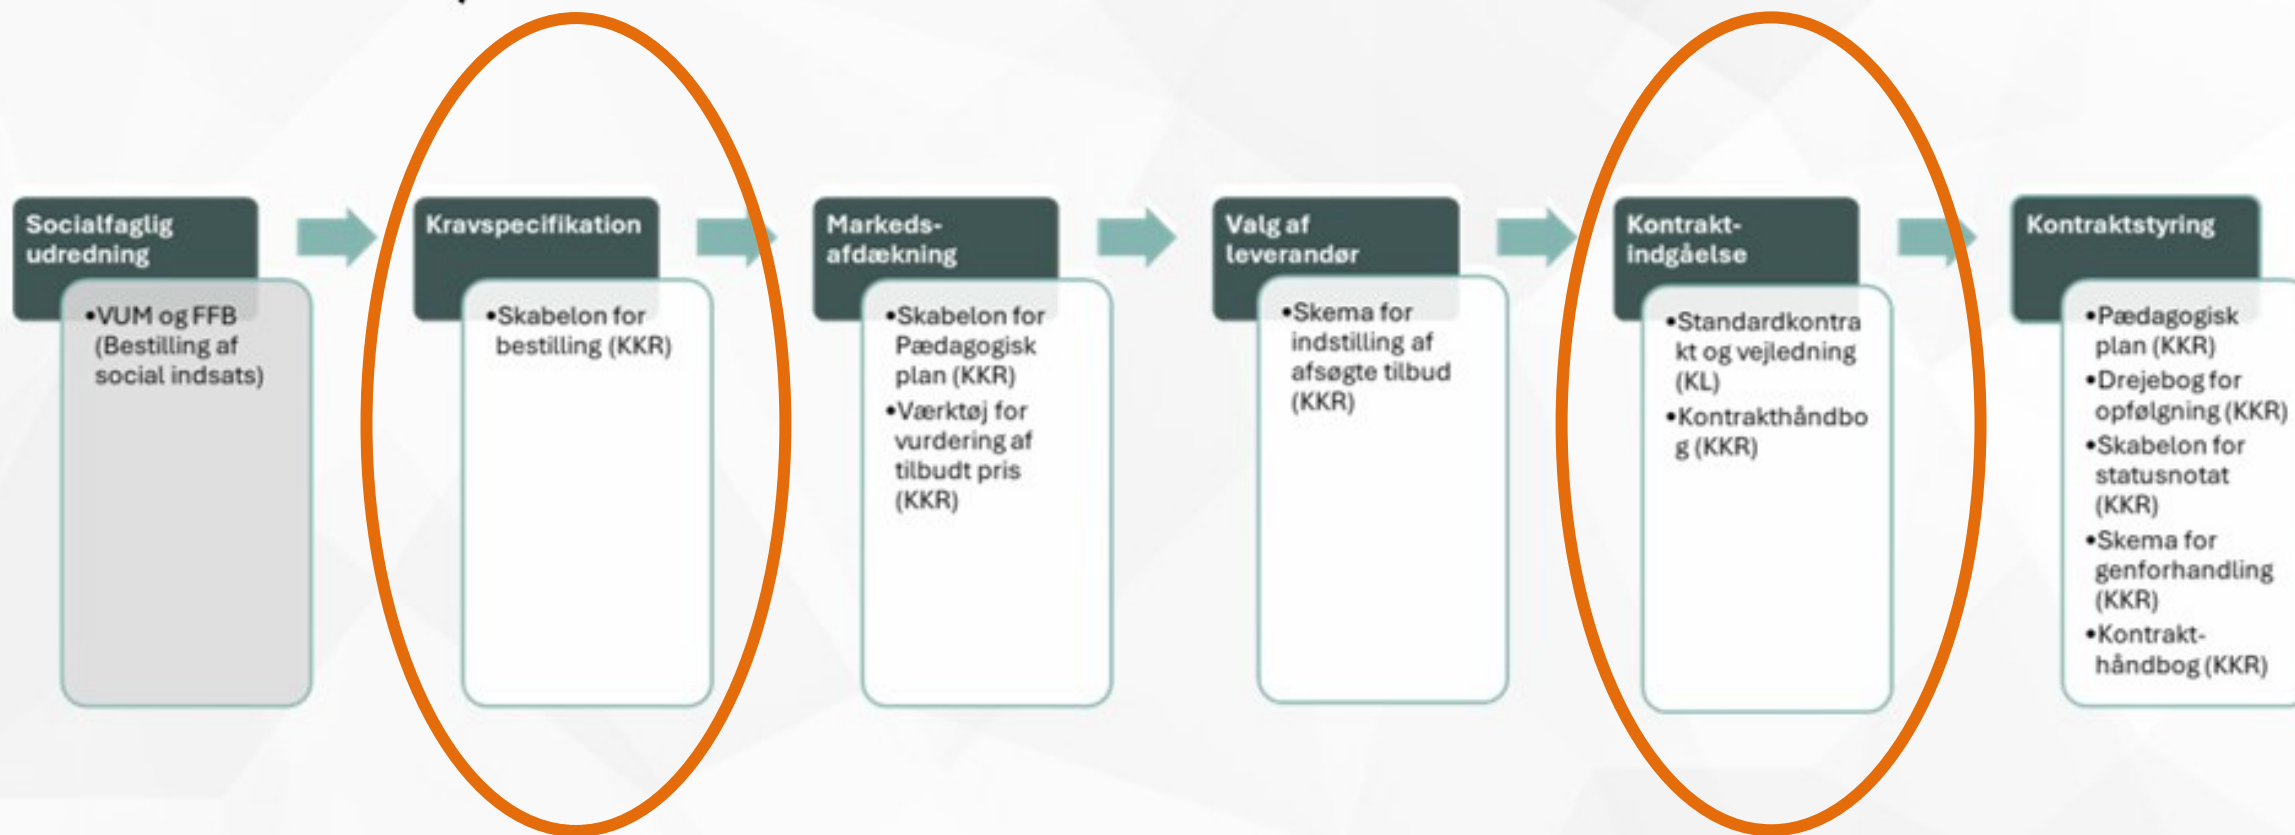 Socialfaglig
udredning
•VUM og FFB
(Bestilling af
social indsats)
Kravspecifikation
•Skabelon for
bestilling (KKR)
Markeds-
afdækning
•Skabelon for
Pædagogisk
plan (KKR)
•Værktøj for
vurdering af
tilbudt pris
(KKR)
Valg af
leverandør
•Skema for
indstilling af
afsøgte tilbud
(KKR)
Kontrakt-
indgåelse
•Standardkontra
kt og vejledning
(KL)
•Kontrakthåndbo
g (KKR)
Kontraktstyring
•Pædagogisk
plan (KKR)
•Drejebog for
opfølgning (KKR)
•Skabelon for
statusnotat
(KKR)
•Skema for
genforhandling
(KKR)
•Kontrakt-
håndbog (KKR)